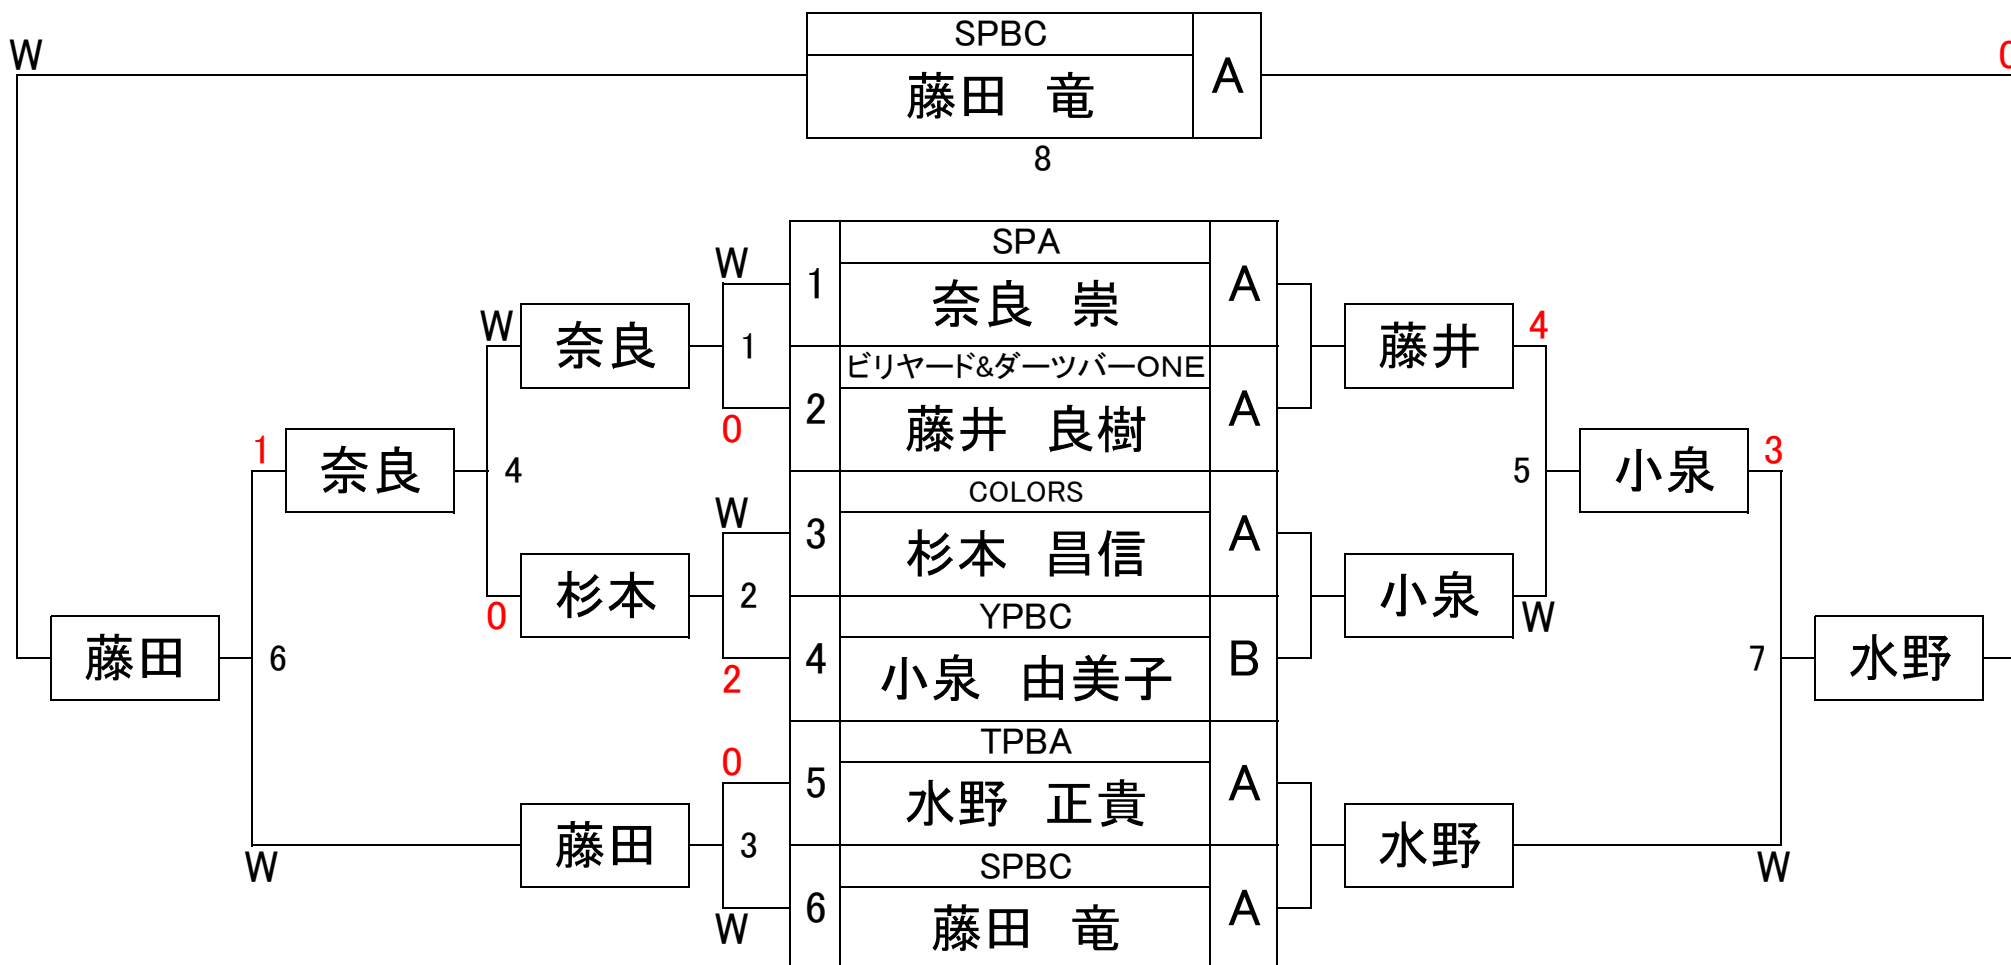 W
SPBC
藤田 竜
A
0
8
W
1
SPA
奈良 崇
A
W
奈良
1
藤井
4
0
2
ビリヤード&ダーツバーONE
藤井 良樹
A
1
奈良
4
5
小泉
3
W
3
COLORS
杉本 昌信
A
0
杉本
2
小泉
W
藤田
6
2
4
YPBC
小泉 由美子
B
7
水野
0
5
TPBA
水野 正貴
A
W
藤田
3
水野
W
W
6
SPBC
藤田 竜
A